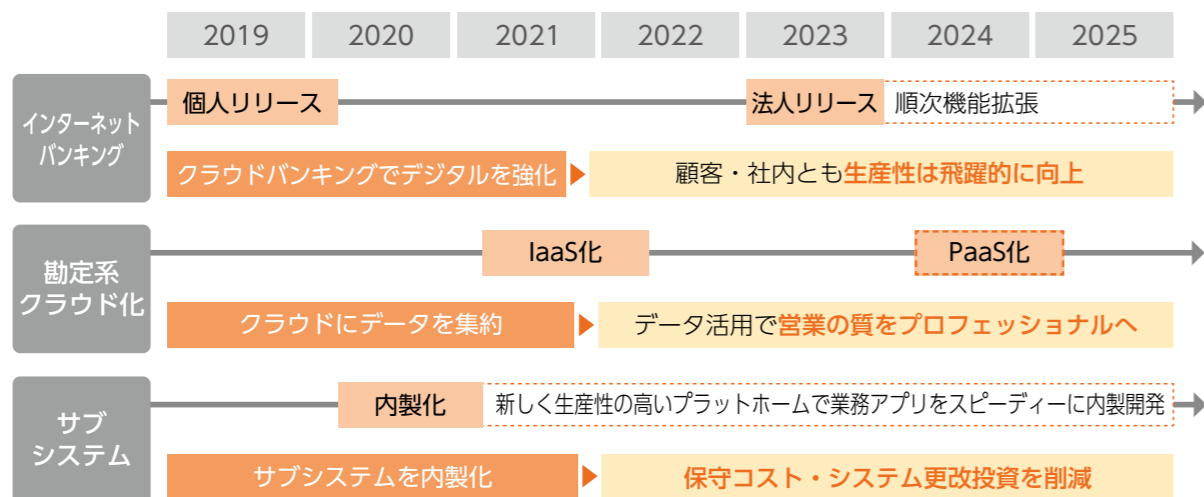 2019 2020 2021 2022 2023 2024 2025
インターネット
バンキング
個人リリース 法人リリース 順次機能拡張
クラウドバンキングでデジタルを強化 顧客・社内とも生産性は飛躍的に向上
勘定系
クラウド化
IaaS化 PaaS化
クラウドにデータを集約 データ活用で営業の質をプロフェッショナルへ
サブ
システム
内製化 新しく生産性の高いプラットホームで業務アプリをスピーディーに内製開発
サブシステムを内製化 保守コスト・システム更改投資を削減